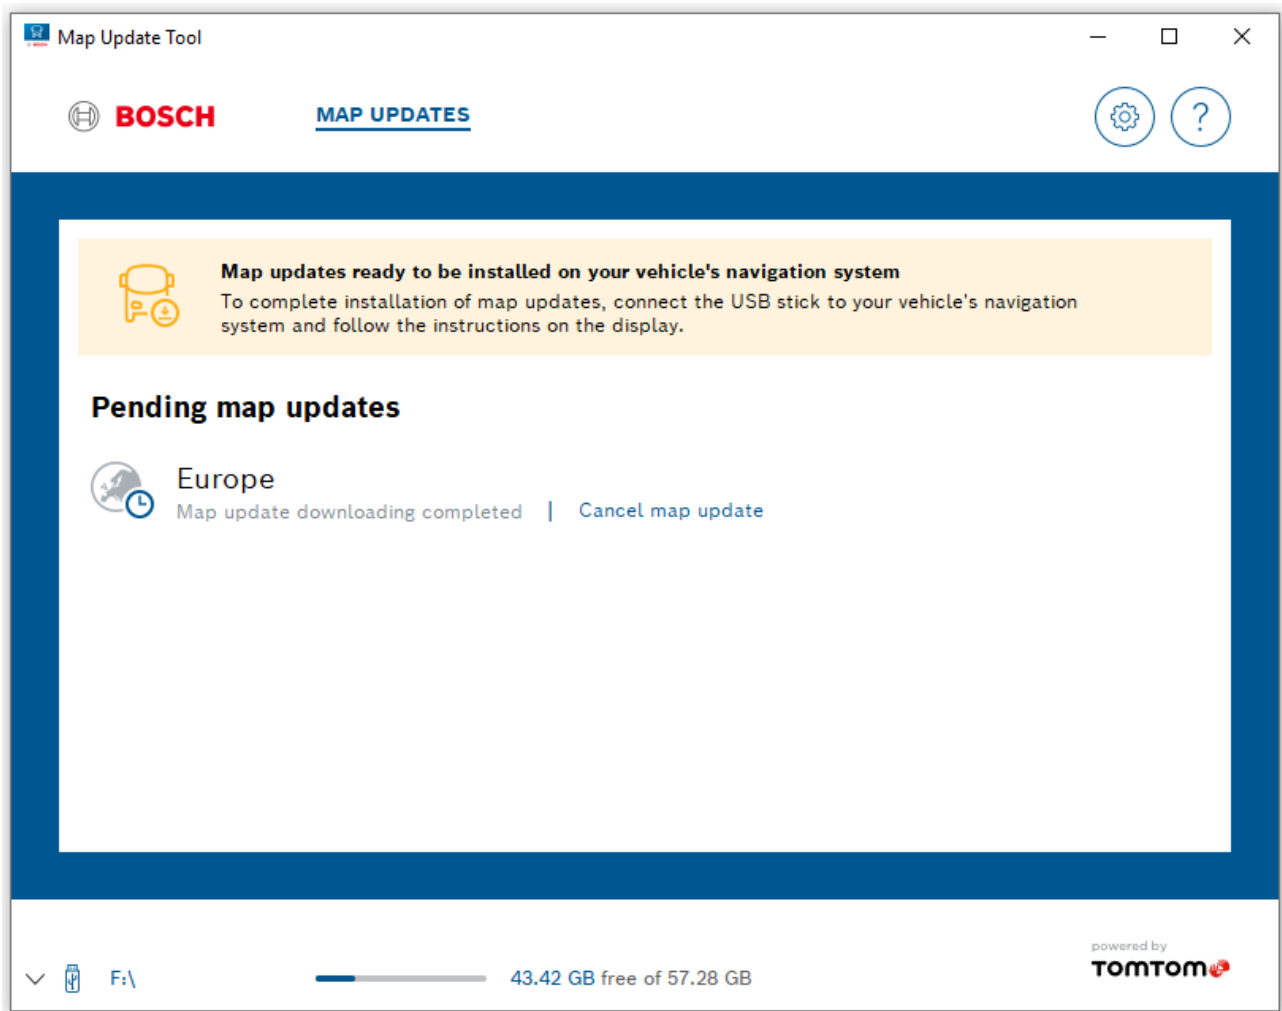 Map Update Tool
BOSCH
MAP UPDATES
?
Map updates ready to be installed on your vehicle's navigation system
To complete installation of map updates, connect the USB stick to your vehicle's navigation
system and follow the instructions on the display.
Pending map updates
Europe
Map update downloading completed | Cancel map update
F:\
43.42 GB free of 57.28 GB
powered by
TOMTOM